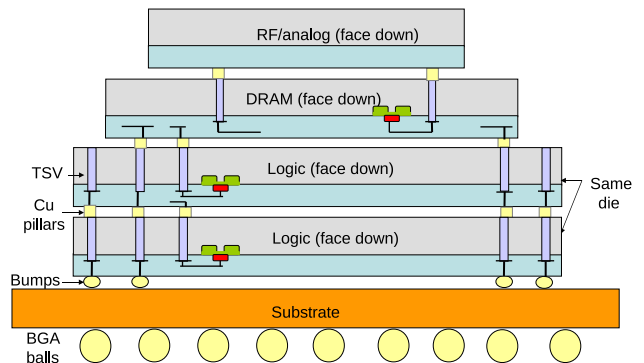 RF/analog (face down)
DRAM (face down)
TSV
Logic (face down)
Same
die
Cu
pillars
Logic (face down)
Bumps
Substrate
BGA
balls